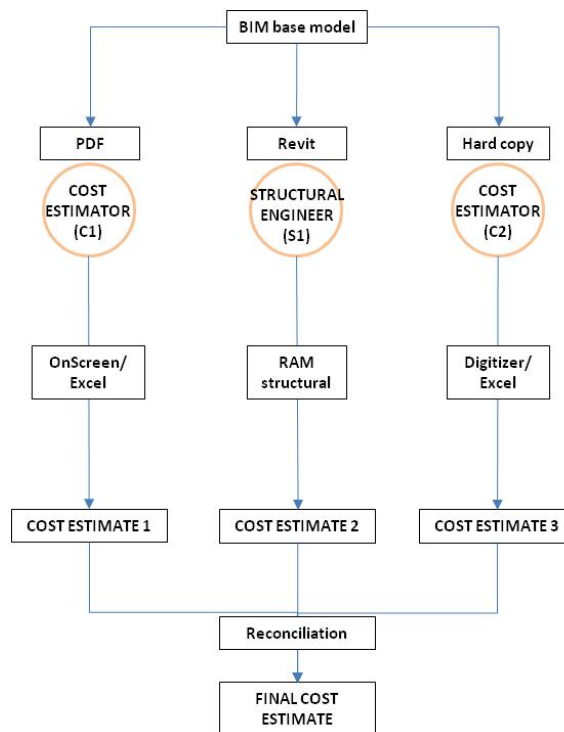 BIM base model
PDF
Revit
Hard copy
COST
ESTIMATOR
(C1)
STRUCTURAL
ENGINEER
(S1)
COST
ESTIMATOR
(C2)
OnScreen/
Excel
RAM
structural
Digitizer/
Excel
COST ESTIMATE 1
COST ESTIMATE 2
COST ESTIMATE 3
Reconciliation
FINAL COST
ESTIMATE